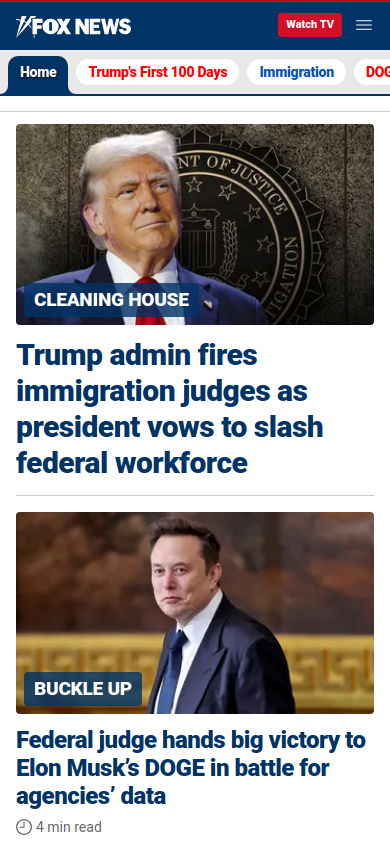 FOX NEWS
Watch TV
Home
Trump's First 100 Days
Immigration
DOG
NT OF JUSTICE
CLEANING HOUSE
Trump admin fires
immigration judges as
president vows to slash
federal workforce
BUCKLE UP
Federal judge hands big victory to
Elon Musk’s DOGE in battle for
agencies’ data
4 min read